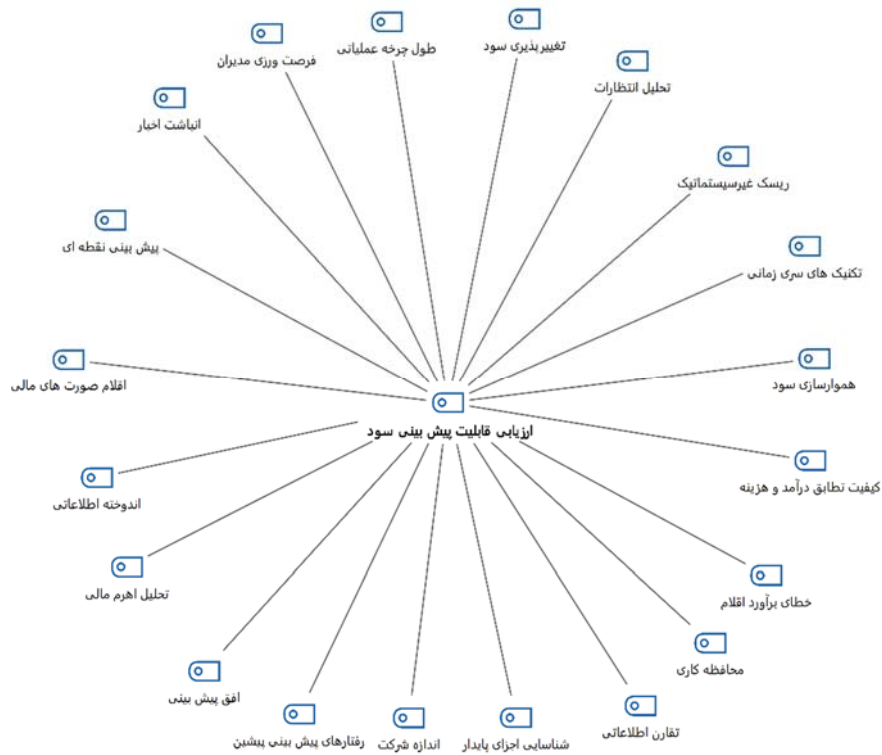 تغییرپذیری سود
طول چرخه عملیاتی
فرصت ورزی مدیران
تحلیل انتظارات
انباشت اخبار
ریسک غیرسیستماتیک
پیش بینی نقطه ای
تکنیک های سری زمانی
هموارسازی سود
اقلام صورت های مالی
ارزیابی قابلیت پیش بینی سود
کیفیت تطابق درآمد و هزینه
اندوخته اطلاعاتی
تحلیل اهرم مالی
خطای برآورد اقلام
محافظه کاری
افق پیش بینی
تقارن اطلاعاتی
شناسایی اجزای پایدار
اندازه شرکت
رفتارهای پیش بینی پیشین